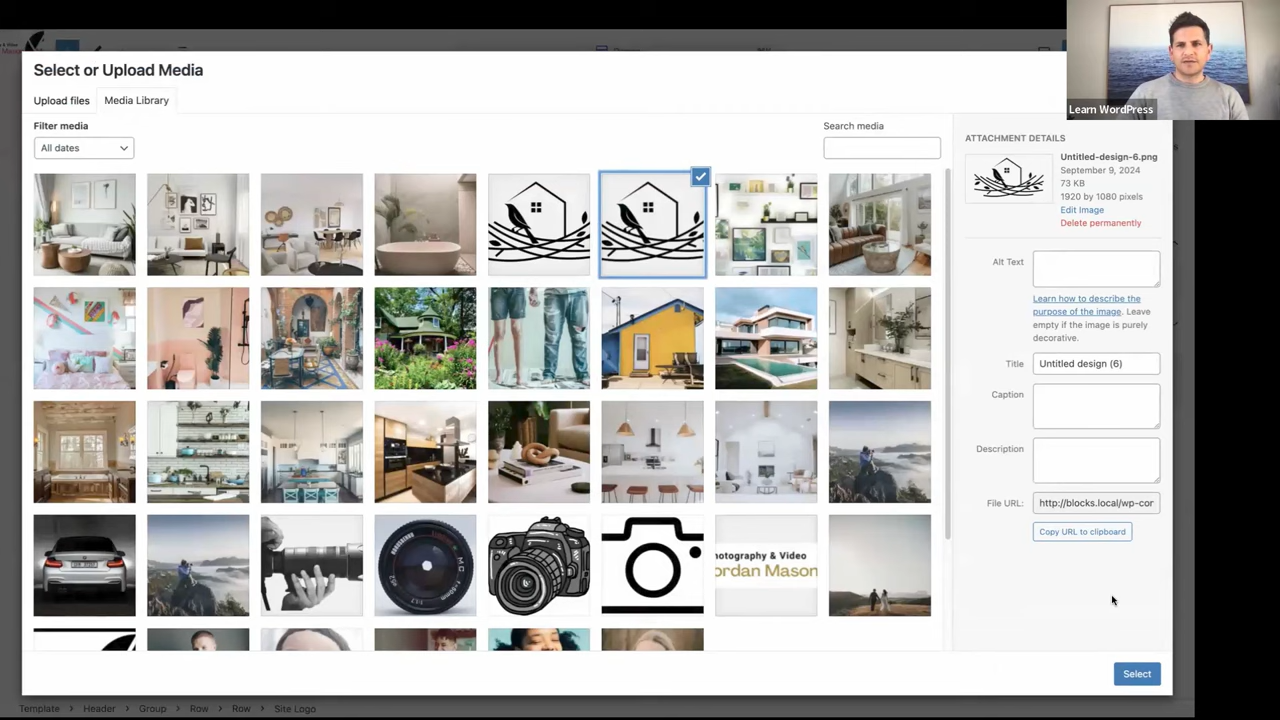 Select or Upload Media
Learn WordPress
Upload files
Media Library
Filter media
All dates
Search media
ATTACHMENT DETAILS
Untitled-design-6.png
September 9, 2024
73 KB
1920 by 1080 pixels
Edit Image
Delete permanently
Alt Text
Learn how to describe the
purpose of the image. Leave
empty if the image is purely
decorative.
Title
Untitled design (6)
Caption
Description
File URL:
http://blocks.local/wp-cor
Copy URL to clipboard
hotography & Video
ordan Mason
Select
Template > Header > Group > Row > Row > Site Logo